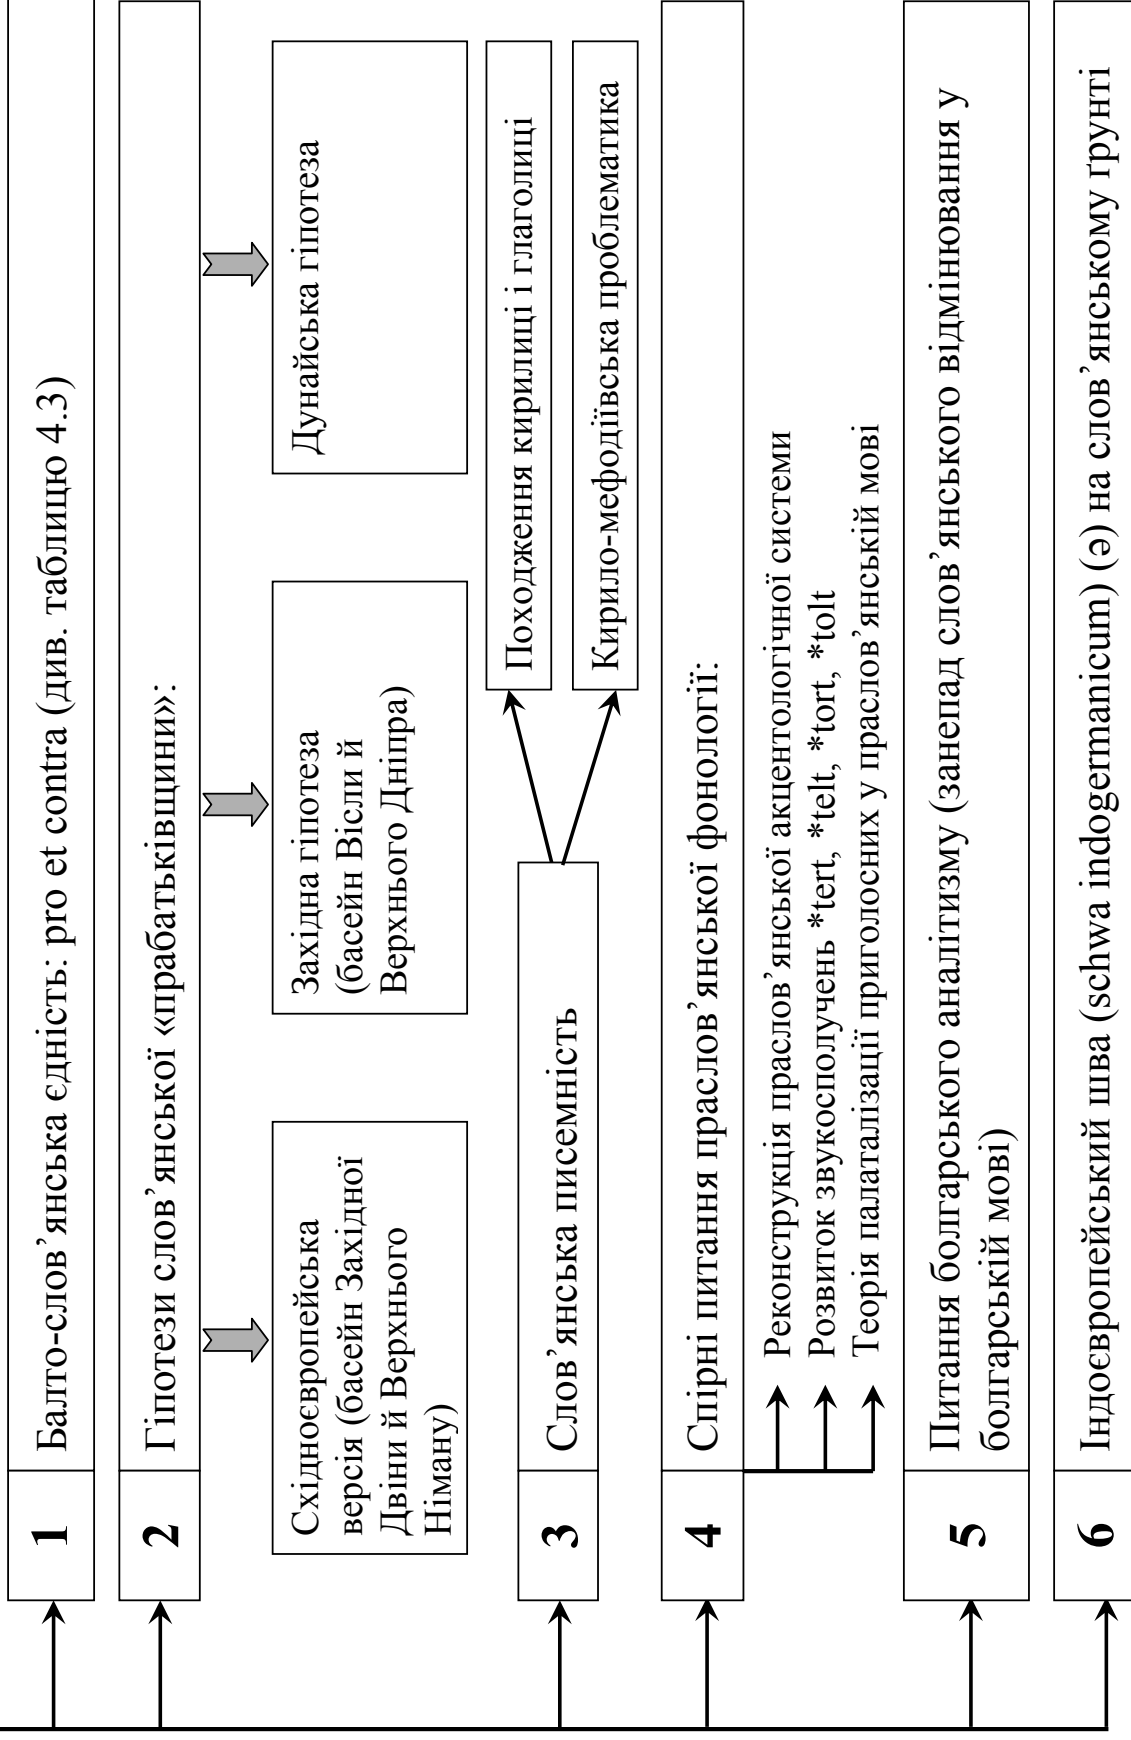 1
Балто-слов’янська єдність: pro et contra (див. таблицю 4.3)
2
Гіпотези слов’янської «прабатьківщини»:
Східноєвропейська
версія (басейн Західної
Двіни й Верхнього
Німану)
Західна гіпотеза
(басейн Вісли й
Верхнього Дніпра)
Дунайська гіпотеза
3
Слов’янська писемність
Походження кирилиці і глаголиці
Кирило-мефодіївська проблематика
4
Спірні питання праслов’янської фонології:
Реконструкція праслов’янської акцентологічної системи
Розвиток звукосполучень *tert, *telt, *tort, *tolt
Теорія палаталізації приголосних у праслов’янській мові
5
Питання болгарського аналітизму (занепад слов’янського відмінювання у
болгарській мові)
6
Індоєвропейський шва (schwa indogermanicum) (ə) на слов’янському ґрунті